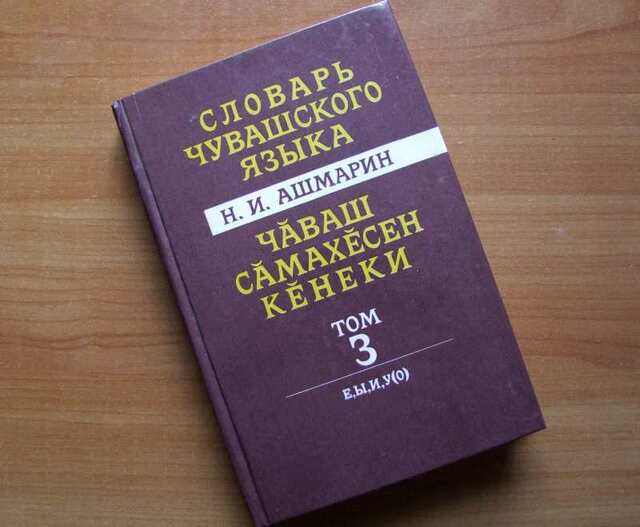 СЛОВАРЬ
ЧУВАШСКОГО
ЯЗЫКА
Н. И. АШМАРИН
ЧӐВАШ
СӐМАХӖСЕН
КӖНЕКИ
ТОМ
3
Е,Ы,И,У(О)